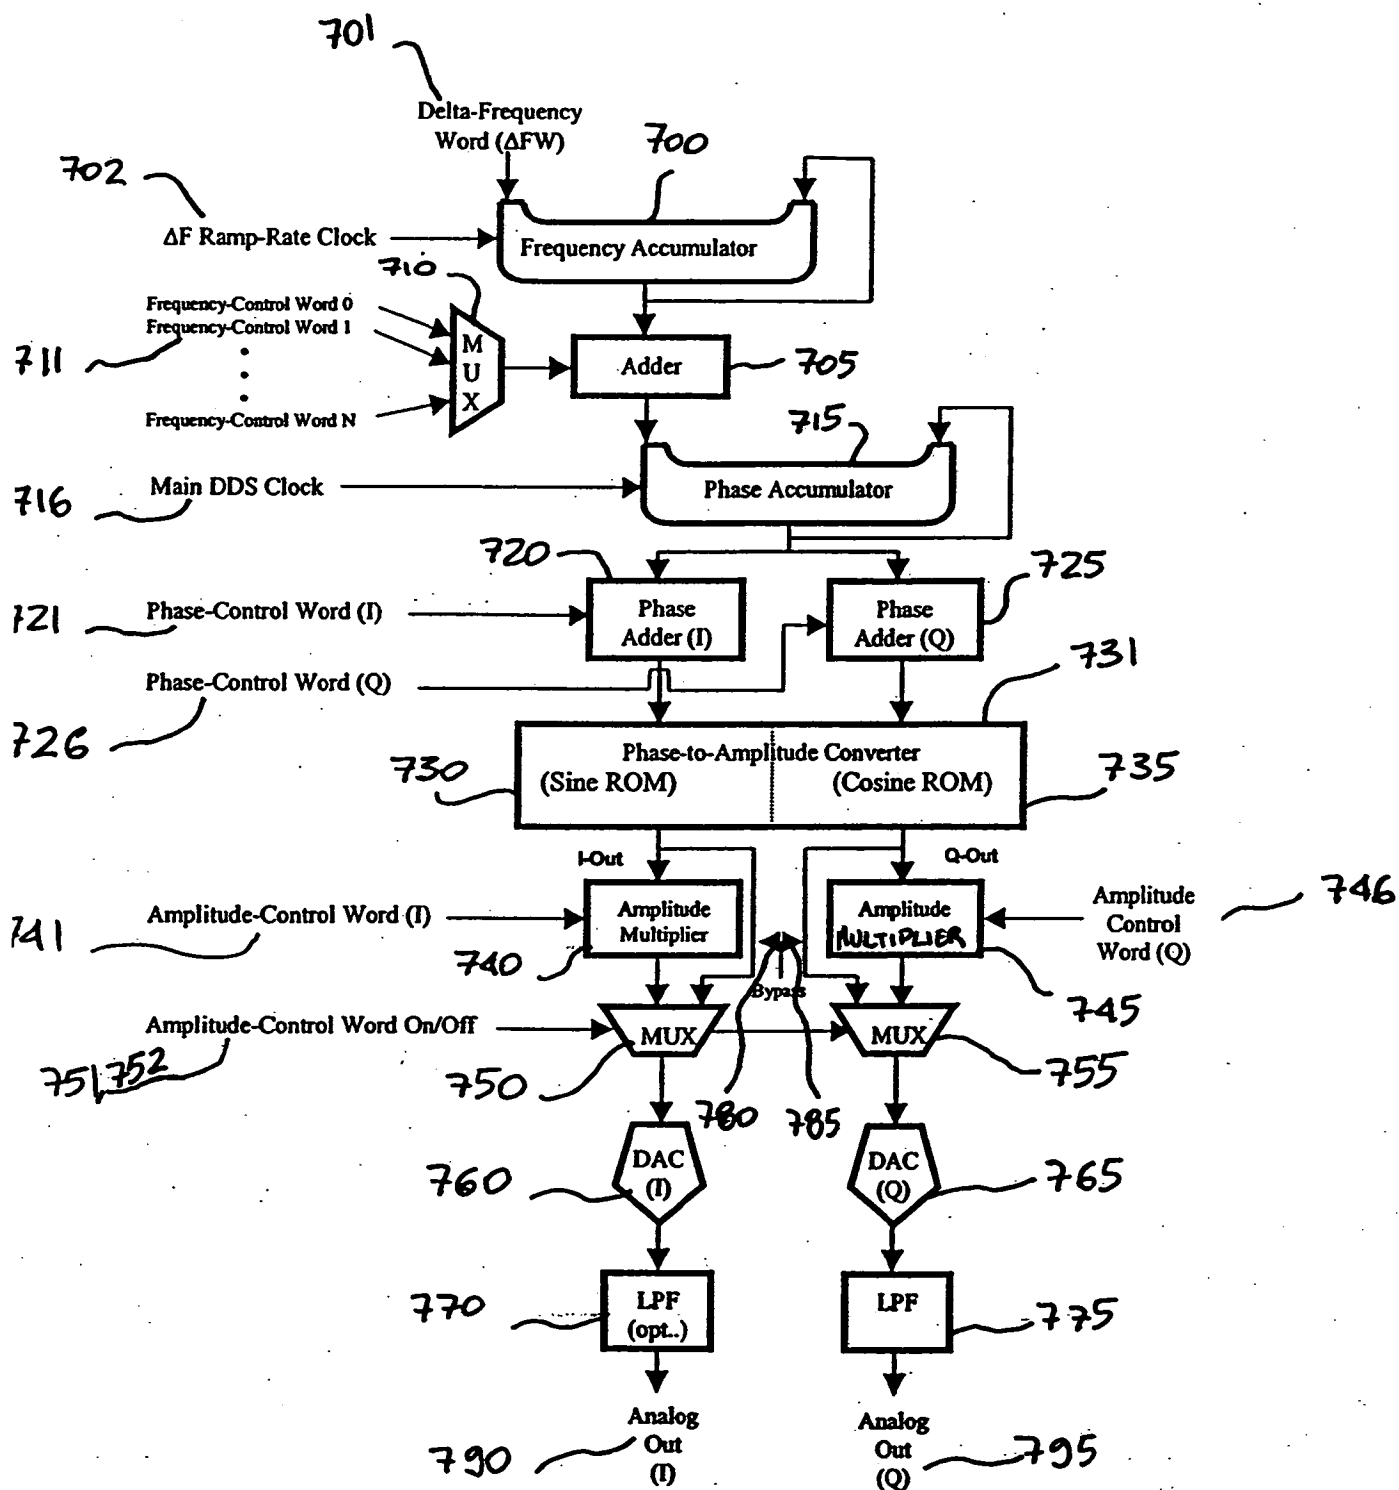 701
Delta-Frequency
Word (ΔFW)
700
702
ΔF Ramp-Rate Clock
Frequency Accumulator
710
Frequency-Control Word 0
Frequency-Control Word 1
711
M
U
X
Adder
705
Frequency-Control Word N
715
Main DDS Clock
716
Phase Accumulator
720
725
721
Phase-Control Word (I)
Phase
Adder (I)
Phase
Adder (Q)
731
Phase-Control Word (Q)
726
Phase-to-Amplitude Converter
730
(Sine ROM)
(Cosine ROM)
735
I-Out
Q-Out
741
Amplitude-Control Word (I)
Amplitude
Multiplier
740
Amplitude
MULTIPLIER
745
Amplitude
Control
Word (Q)
746
Bypass
Amplitude-Control Word On/Off
751, 752
MUX
750
780
785
MUX
755
DAC
(I)
760
DAC
(Q)
765
LPF
(opt..)
770
LPF
775
Analog
Out
(I)
790
Analog
Out
(Q)
795